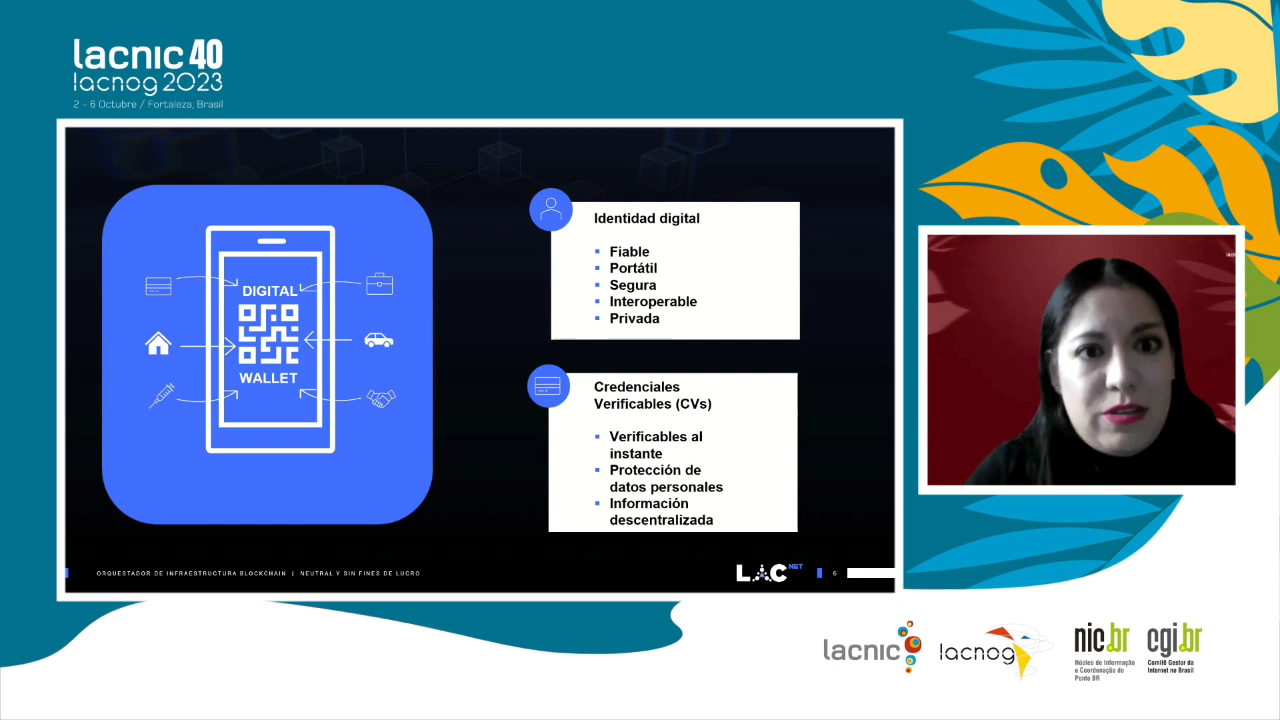 lacnic 40
lacnog 2023
2 - 6 Octubre / Fortaleza, Brasil
DIGITAL
WALLET
Identidad digital
Fiable
Portátil
Segura
Interoperable
Privada
Credenciales
Verificables (CVs)
Verificables al
instante
Protección de
datos personales
Información
descentralizada
ORQUESTADOR DE INFRAESTRUCTURA BLOCKCHAIN | NEUTRAL Y SIN FINES DE LUCRO
LAC NET
6
lacnic
lacnog
nic.br
Núcleo de Informação
e Coordenação do
Ponto BR
cgi.br
Comitê Gestor da
Internet no Brasil